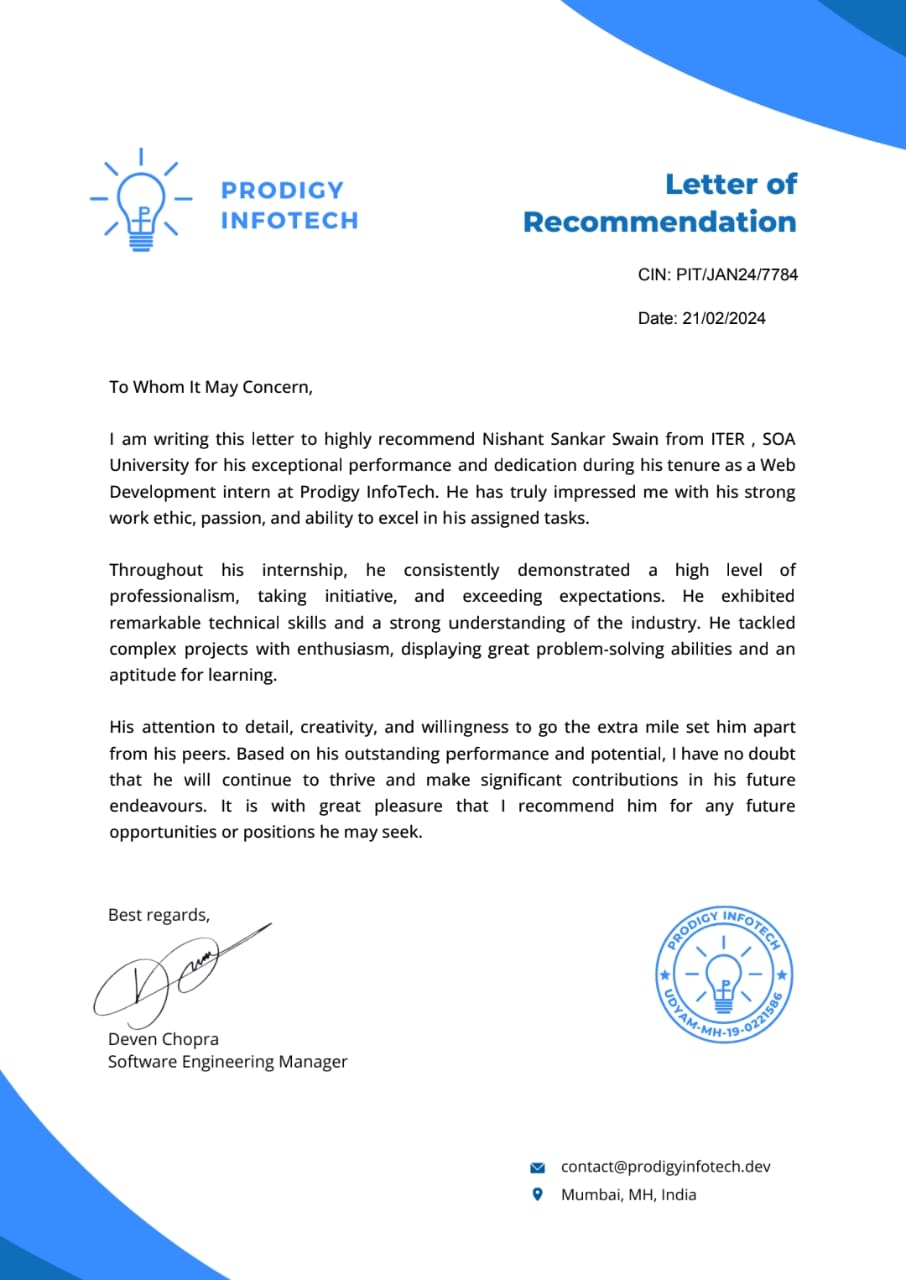 PRODIGY
INFOTECH
Letter of
Recommendation
CIN: PIT/JAN24/7784
Date: 21/02/2024
To Whom It May Concern,
I am writing this letter to highly recommend Nishant Sankar Swain from ITER , SOA
University for his exceptional performance and dedication during his tenure as a Web
Development intern at Prodigy InfoTech. He has truly impressed me with his strong
work ethic, passion, and ability to excel in his assigned tasks.
Throughout his internship, he consistently demonstrated a high level of
professionalism, taking initiative, and exceeding expectations. He exhibited
remarkable technical skills and a strong understanding of the industry. He tackled
complex projects with enthusiasm, displaying great problem-solving abilities and an
aptitude for learning.
His attention to detail, creativity, and willingness to go the extra mile set him apart
from his peers. Based on his outstanding performance and potential, I have no doubt
that he will continue to thrive and make significant contributions in his future
endeavours. It is with great pleasure that I recommend him for any future
opportunities or positions he may seek.
Best regards,
Deven Chopra
Software Engineering Manager
PRODIGY INFOTECH
UDYAM-MH-19-0221586
contact@prodigyinfotech.dev
Mumbai, MH, India